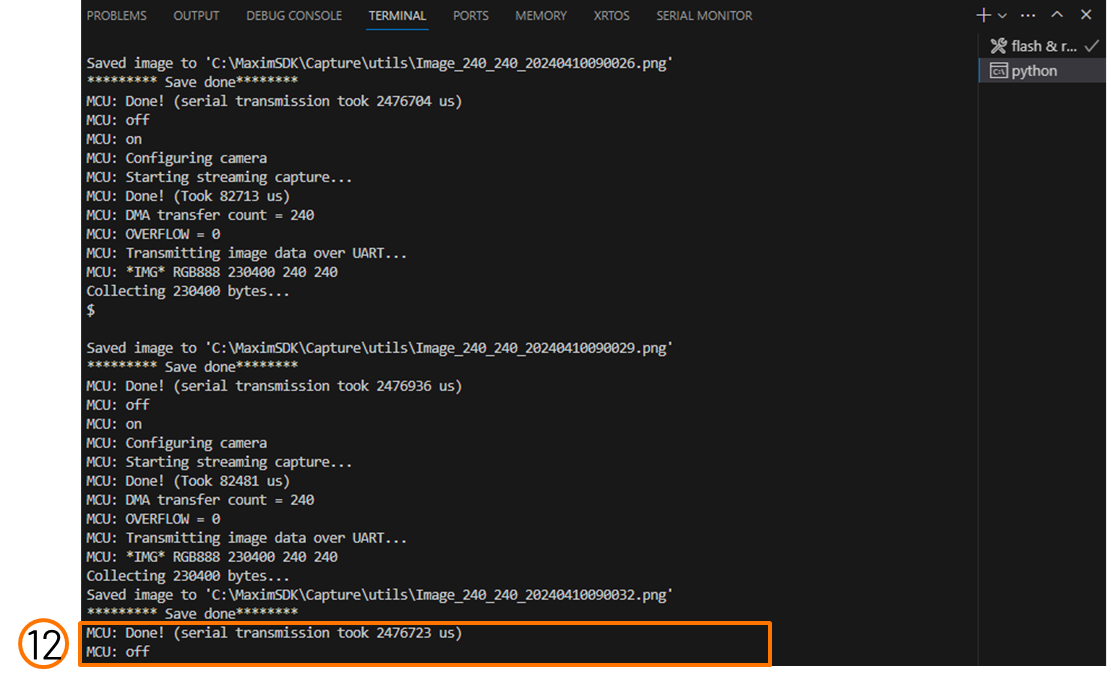 PROBLEMS OUTPUT DEBUG CONSOLE TERMINAL PORTS MEMORY XRTOS SERIAL MONITOR
flash & r...
python
Saved image to 'C:\MaximSDK\Capture\utils\Image_240_240_20240410090026.png'
********* Save done********
MCU: Done! (serial transmission took 2476704 us)
MCU: off
MCU: on
MCU: Configuring camera
MCU: Starting streaming capture...
MCU: Done! (Took 82713 us)
MCU: DMA transfer count = 240
MCU: OVERFLOW = 0
MCU: Transmitting image data over UART...
MCU: *IMG* RGB888 230400 240 240
Collecting 230400 bytes...
$
Saved image to 'C:\MaximSDK\Capture\utils\Image_240_240_20240410090029.png'
********* Save done********
MCU: Done! (serial transmission took 2476936 us)
MCU: off
MCU: on
MCU: Configuring camera
MCU: Starting streaming capture...
MCU: Done! (Took 82481 us)
MCU: DMA transfer count = 240
MCU: OVERFLOW = 0
MCU: Transmitting image data over UART...
MCU: *IMG* RGB888 230400 240 240
Collecting 230400 bytes...
Saved image to 'C:\MaximSDK\Capture\utils\Image_240_240_20240410090032.png'
********* Save done********
12
MCU: Done! (serial transmission took 2476723 us)
MCU: off